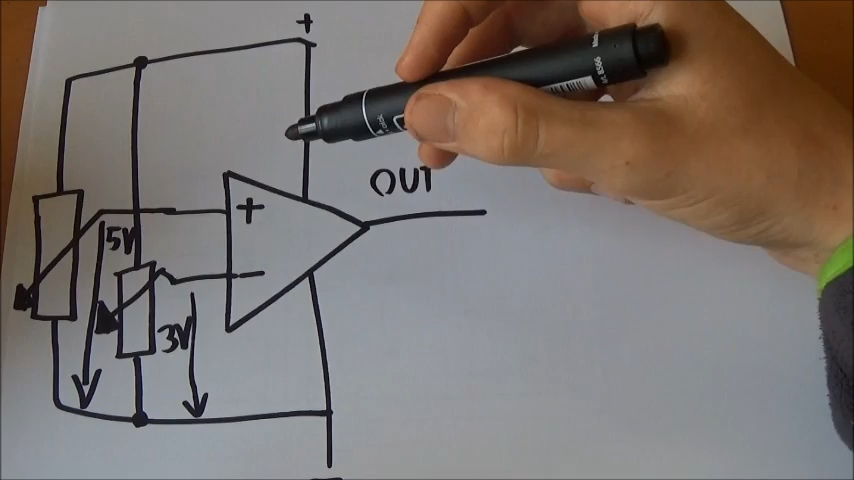 +
OUT
+
5V
-
3V
-